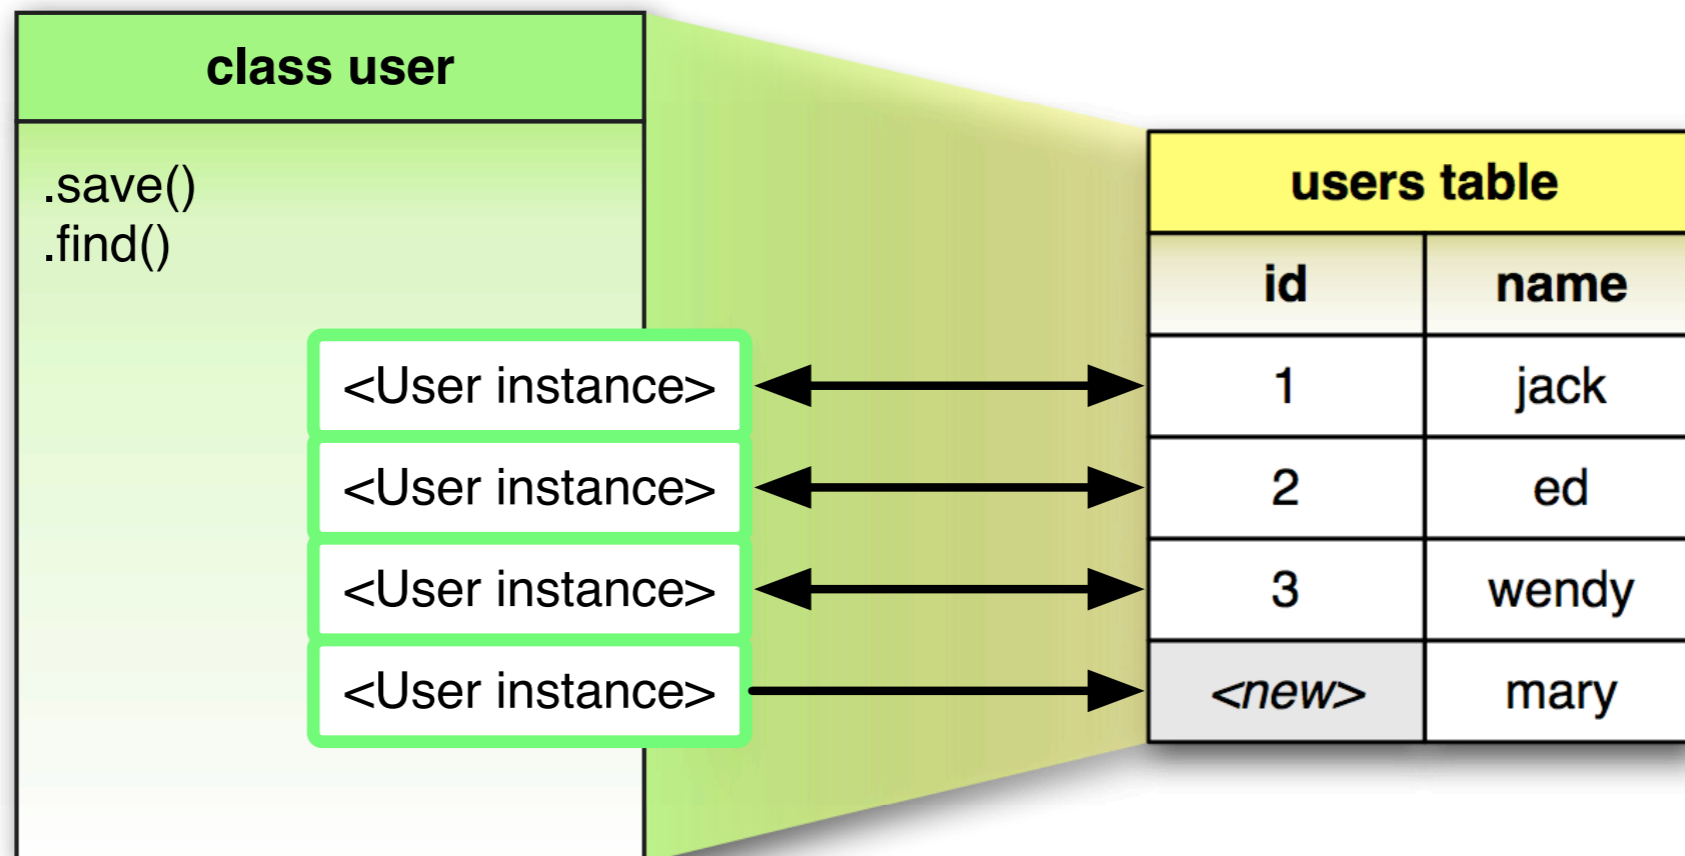 class user
.save()
.find()
<User instance>
<User instance>
<User instance>
<User instance>
users table
id name
1 jack
2 ed
3 wendy
<new> mary